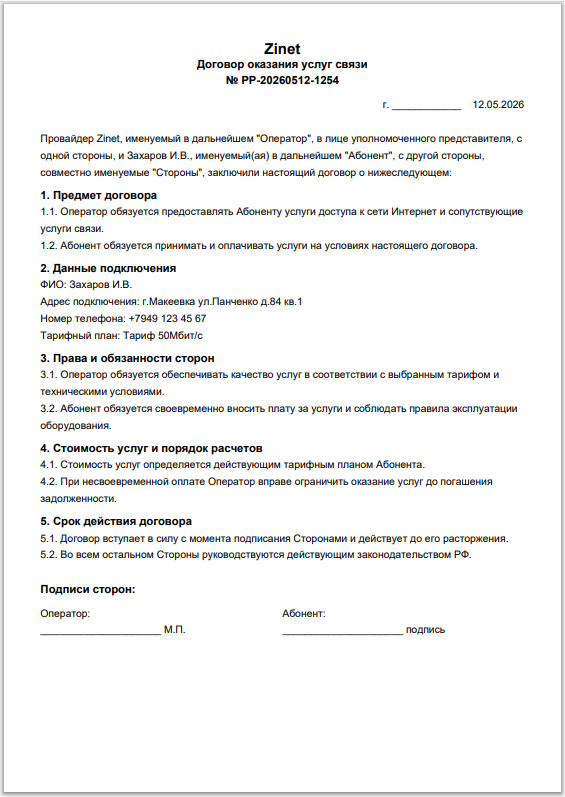 Zinet
Договор оказания услуг связи
№ PP-20260512-1254
г. ____________ 12.05.2026
Провайдер Zinet, именуемый в дальнейшем "Оператор", в лице уполномоченного представителя, с
одной стороны, и Захаров И.В., именуемый(ая) в дальнейшем "Абонент", с другой стороны,
совместно именуемые "Стороны", заключили настоящий договор о нижеследующем:
1. Предмет договора
1.1. Оператор обязуется предоставлять Абоненту услуги доступа к сети Интернет и сопутствующие
услуги связи.
1.2. Абонент обязуется принимать и оплачивать услуги на условиях настоящего договора.
2. Данные подключения
ФИО: Захаров И.В.
Адрес подключения: г.Макеевка ул.Панченко д.84 кв.1
Номер телефона: +7949 123 45 67
Тарифный план: Тариф 50Мбит/с
3. Права и обязанности сторон
3.1. Оператор обязуется обеспечивать качество услуг в соответствии с выбранным тарифом и
техническими условиями.
3.2. Абонент обязуется своевременно вносить плату за услуги и соблюдать правила эксплуатации
оборудования.
4. Стоимость услуг и порядок расчетов
4.1. Стоимость услуг определяется действующим тарифным планом Абонента.
4.2. При несвоевременной оплате Оператор вправе ограничить оказание услуг до погашения
задолженности.
5. Срок действия договора
5.1. Договор вступает в силу с момента подписания Сторонами и действует до его расторжения.
5.2. Во всем остальном Стороны руководствуются действующим законодательством РФ.
Подписи сторон:
Оператор: Абонент:
_____________________ М.П. _____________________ подпись